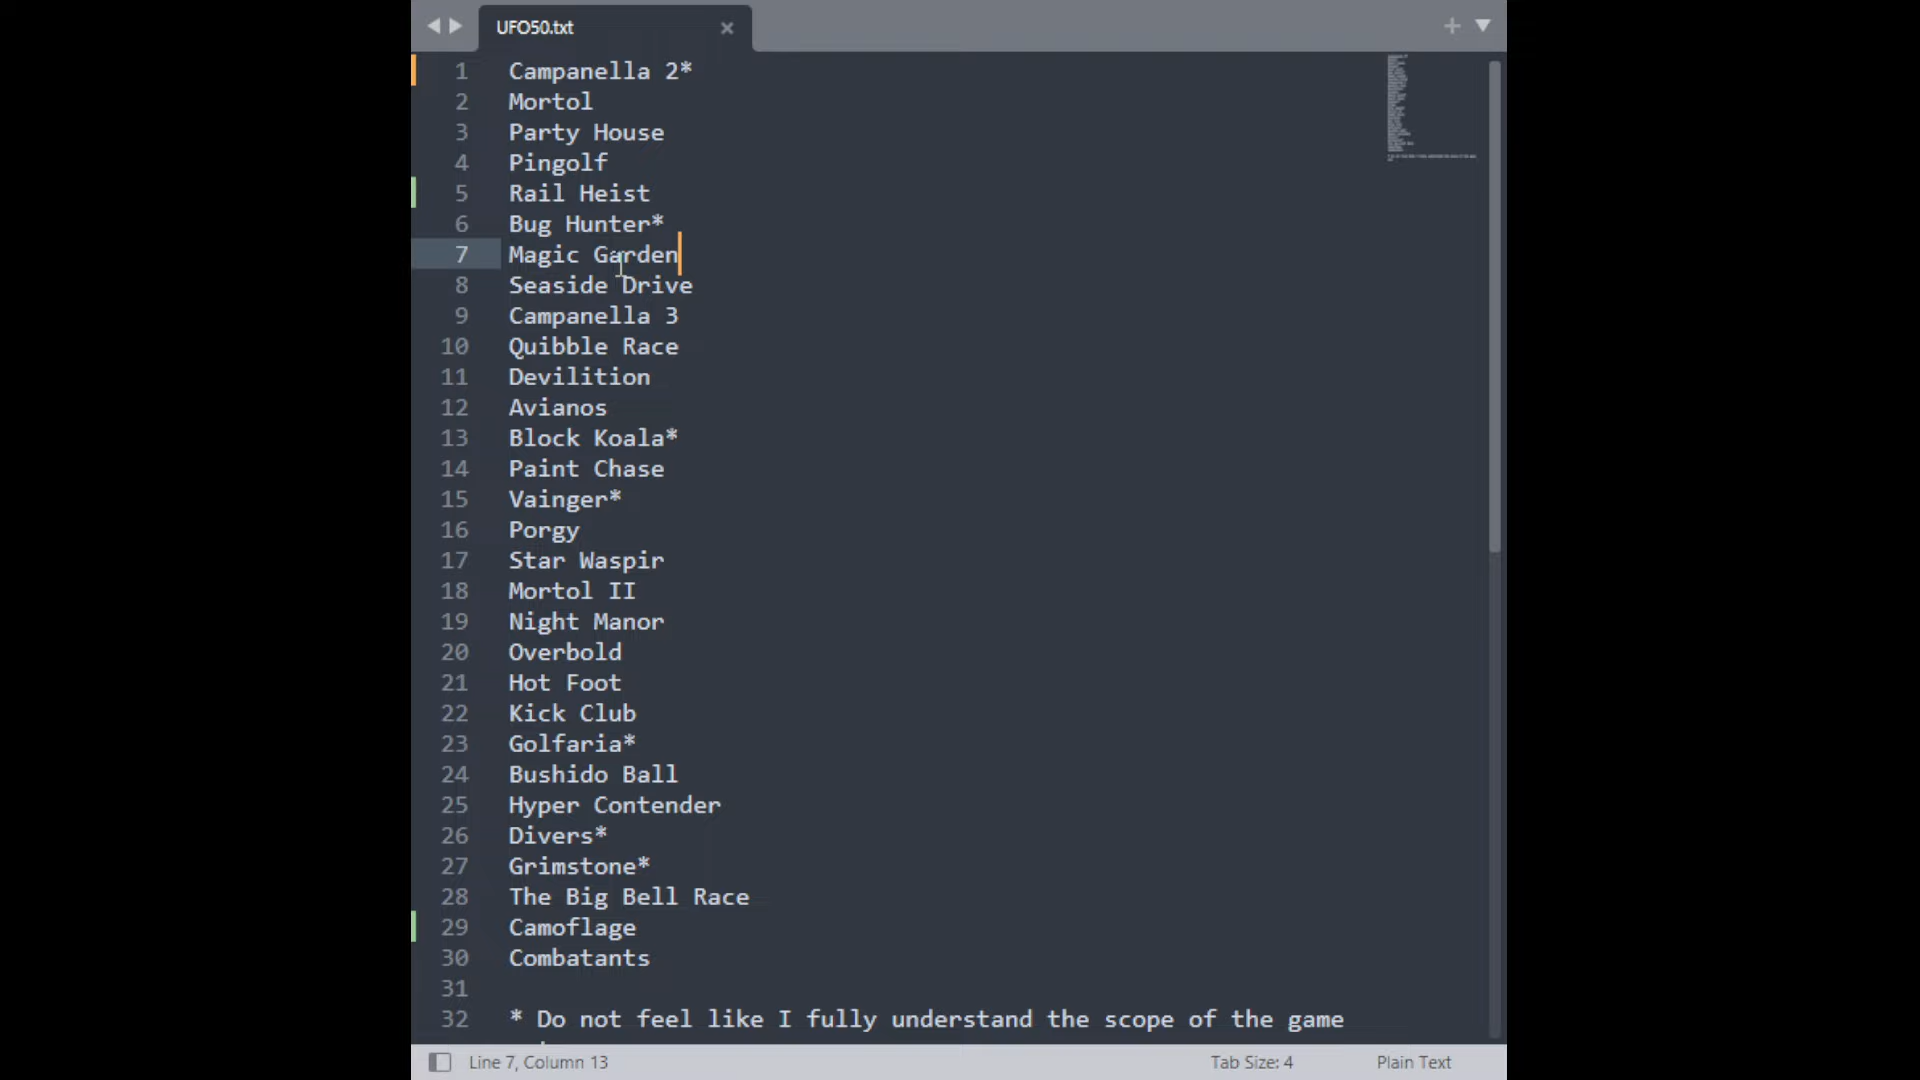 UFO50.txt
1 Campanella 2*
2 Mortol
3 Party House
4 Pingolf
5 Rail Heist
6 Bug Hunter*
7 Magic Garden
8 Seaside Drive
9 Campanella 3
10 Quibble Race
11 Devilition
12 Avianos
13 Block Koala*
14 Paint Chase
15 Vainger*
16 Porgy
17 Star Waspir
18 Mortol II
19 Night Manor
20 Overbold
21 Hot Foot
22 Kick Club
23 Golfaria*
24 Bushido Ball
25 Hyper Contender
26 Divers*
27 Grimstone*
28 The Big Bell Race
29 Camoflage
30 Combatants
31
32 * Do not feel like I fully understand the scope of the game
Line 7, Column 13 Tab Size: 4 Plain Text